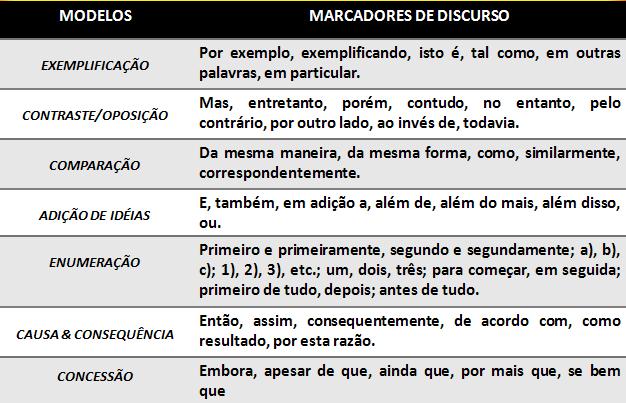 MODELOS MARCADORES DE DISCURSO
EXEMPLIFICAÇÃO
Por exemplo, exemplificando, isto é, tal como, em outras
palavras, em particular.
CONTRASTE/OPOSIÇÃO
Mas, entretanto, porém, contudo, no entanto, pelo
contrário, por outro lado, ao invés de, todavia.
COMPARAÇÃO
Da mesma maneira, da mesma forma, como, similarmente,
correspondentemente.
ADIÇÃO DE IDÉIAS
E, também, em adição a, além de, além do mais, além disso,
ou.
ENUMERAÇÃO
Primeiro e primeiramente, segundo e segundamente; a), b),
c); 1), 2), 3), etc.; um, dois, três; para começar, em seguida;
primeiro de tudo, depois; antes de tudo.
CAUSA & CONSEQUÊNCIA
Então, assim, consequentemente, de acordo com, como
resultado, por esta razão.
CONCESSÃO
Embora, apesar de que, ainda que, por mais que, se bem
que